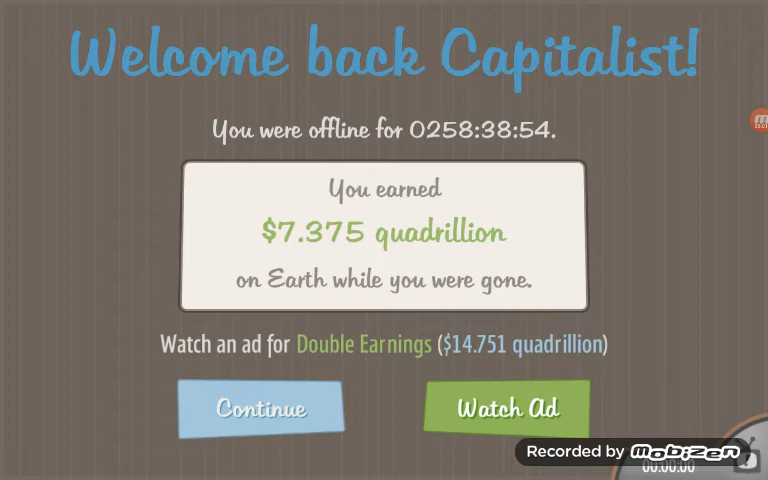 Welcome back Capitalist!
You were offline for 0258:38:54.
You earned
$7.375 quadrillion
on Earth while you were gone.
Watch an ad for Double Earnings ($14.751 quadrillion)
Continue
Watch Ad
Recorded by mobizen
00:00:00